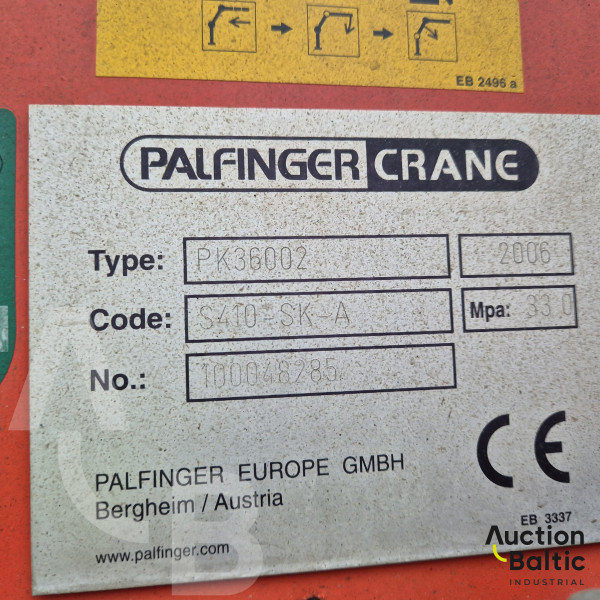 EB 2496 a
PALFINGER CRANE
Type: PK36002 2006
Code: S410-SK-A Mpa: 33.0
No.: 100048285
PALFINGER EUROPE GMBH
Bergheim / Austria
CE
EB 3337
www.palfinger.com
Auction
Baltic
INDUSTRIAL